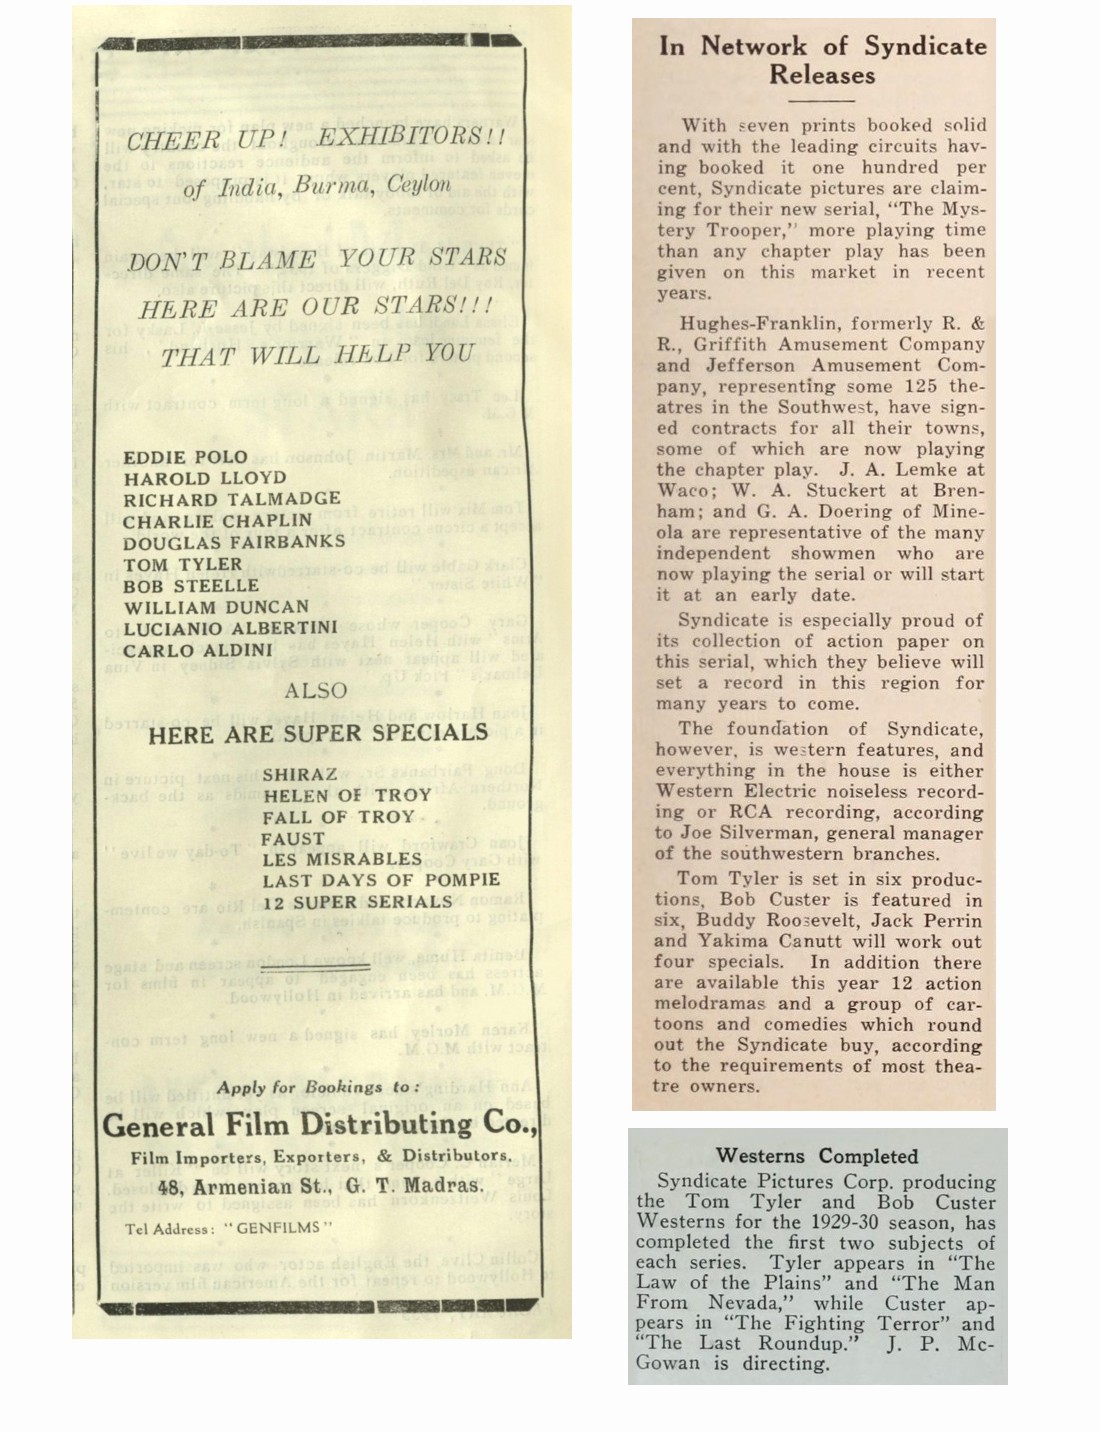 CHEER UP! EXHIBITORS!!
of India, Burma, Ceylon
DON'T BLAME YOUR STARS
HERE ARE OUR STARS!!!
THAT WILL HELP YOU
EDDIE POLO
HAROLD LLOYD
RICHARD TALMADGE
CHARLIE CHAPLIN
DOUGLAS FAIRBANKS
TOM TYLER
BOB STEELLE
WILLIAM DUNCAN
LUCIANIO ALBERTINI
CARLO ALDINI
ALSO
HERE ARE SUPER SPECIALS
SHIRAZ
HELEN OF TROY
FALL OF TROY
FAUST
LES MISRABLES
LAST DAYS OF POMPIE
12 SUPER SERIALS
Apply for Bookings to:
General Film Distributing Co.,
Film Importers, Exporters, & Distributors.
48, Armenian St., G. T. Madras.
Tel Address: "GENFILMS"
In Network of Syndicate
Releases
With seven prints booked solid
and with the leading circuits hav-
ing booked it one hundred per
cent, Syndicate pictures are claim-
ing for their new serial, "The Mys-
tery Trooper," more playing time
than any chapter play has been
given on this market in recent
years.
Hughes-Franklin, formerly R. &
R., Griffith Amusement Company
and Jefferson Amusement Com-
pany, representing some 125 the-
atres in the Southwest, have sign-
ed contracts for all their towns,
some of which are now playing
the chapter play. J. A. Lemke at
Waco; W. A. Stuckert at Bren-
ham; and G. A. Doering of Mine-
ola are representative of the many
independent showmen who are
now playing the serial or will start
it at an early date.
Syndicate is especially proud of
its collection of action paper on
this serial, which they believe will
set a record in this region for
many years to come.
The foundation of Syndicate,
however, is western features, and
everything in the house is either
Western Electric noiseless record-
ing or RCA recording, according
to Joe Silverman, general manager
of the southwestern branches.
Tom Tyler is set in six produc-
tions, Bob Custer is featured in
six, Buddy Roosevelt, Jack Perrin
and Yakima Canutt will work out
four specials. In addition there
are available this year 12 action
melodramas and a group of car-
toons and comedies which round
out the Syndicate buy, according
to the requirements of most thea-
tre owners.
Westerns Completed
Syndicate Pictures Corp. producing
the Tom Tyler and Bob Custer
Westerns for the 1929-30 season, has
completed the first two subjects of
each series. Tyler appears in "The
Law of the Plains" and "The Man
From Nevada," while Custer ap-
pears in "The Fighting Terror" and
"The Last Roundup." J. P. Mc-
Gowan is directing.